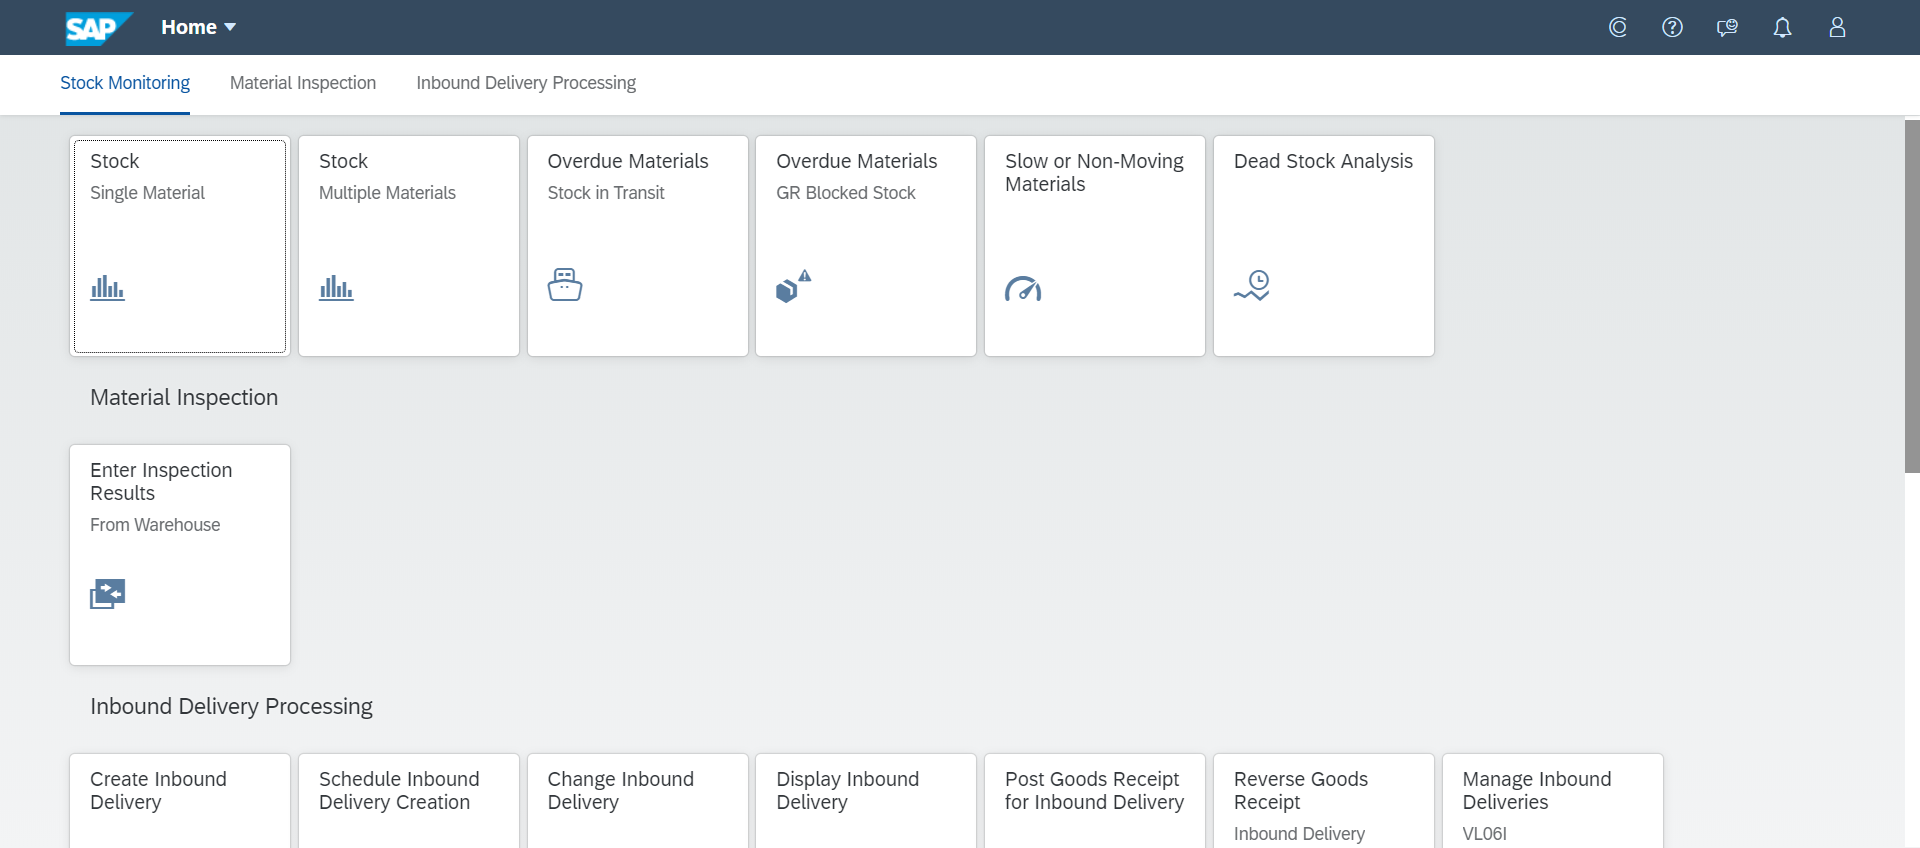 SAP Home
Stock Monitoring Material Inspection Inbound Delivery Processing
Stock
Single Material
Stock
Multiple Materials
Overdue Materials
Stock in Transit
Overdue Materials
GR Blocked Stock
Slow or Non-Moving
Materials
Dead Stock Analysis
Material Inspection
Enter Inspection
Results
From Warehouse
Inbound Delivery Processing
Create Inbound
Delivery
Schedule Inbound
Delivery Creation
Change Inbound
Delivery
Display Inbound
Delivery
Post Goods Receipt
for Inbound Delivery
Reverse Goods
Receipt
Inbound Delivery
Manage Inbound
Deliveries
VL06I